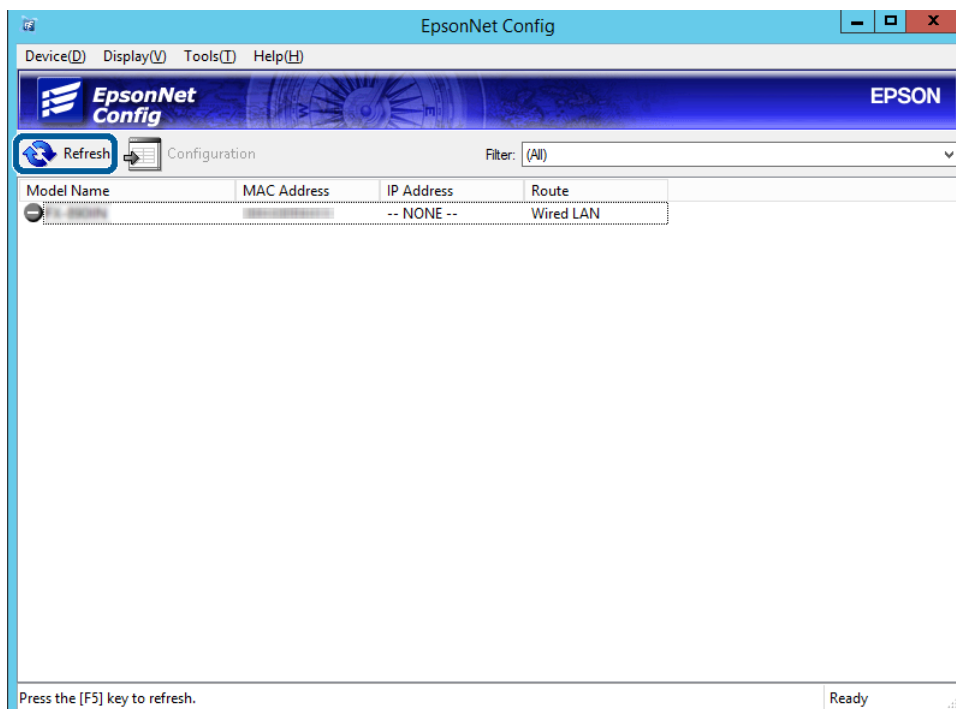 EpsonNet Config
Device(D) Display(V) Tools(T) Help(H)
EpsonNet
Config
EPSON
Refresh Configuration Filter: (All)
Model Name MAC Address IP Address Route
-- NONE -- Wired LAN
Press the [F5] key to refresh. Ready